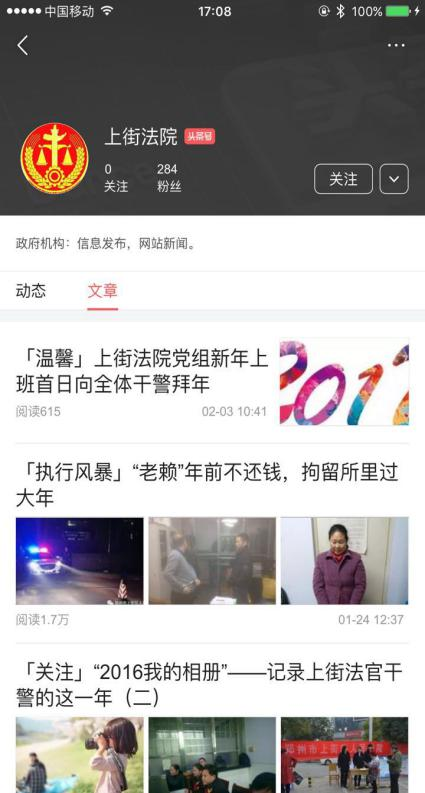 中国移动 17:08 100%
上街法院 头条号
0 284
关注 粉丝
关注
政府机构：信息发布，网站新闻。
动态 文章
「温馨」上街法院党组新年上
班首日向全体干警拜年
阅读615 02-03 10:41
2017
「执行风暴」“老赖”年前不还钱，拘留所里过
大年
阅读1.7万 01-24 12:37
「关注」“2016我的相册”——记录上街法官干
警的这一年（二）